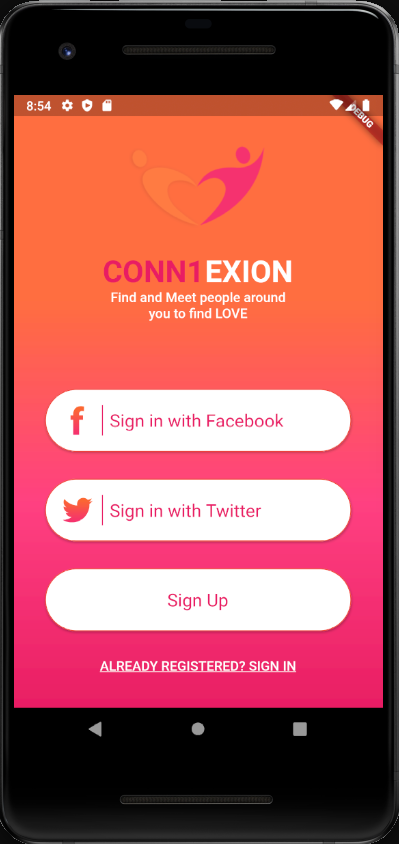 8:54
DEBUG
CONN1EXION
Find and Meet people around
you to find LOVE
Sign in with Facebook
Sign in with Twitter
Sign Up
ALREADY REGISTERED? SIGN IN